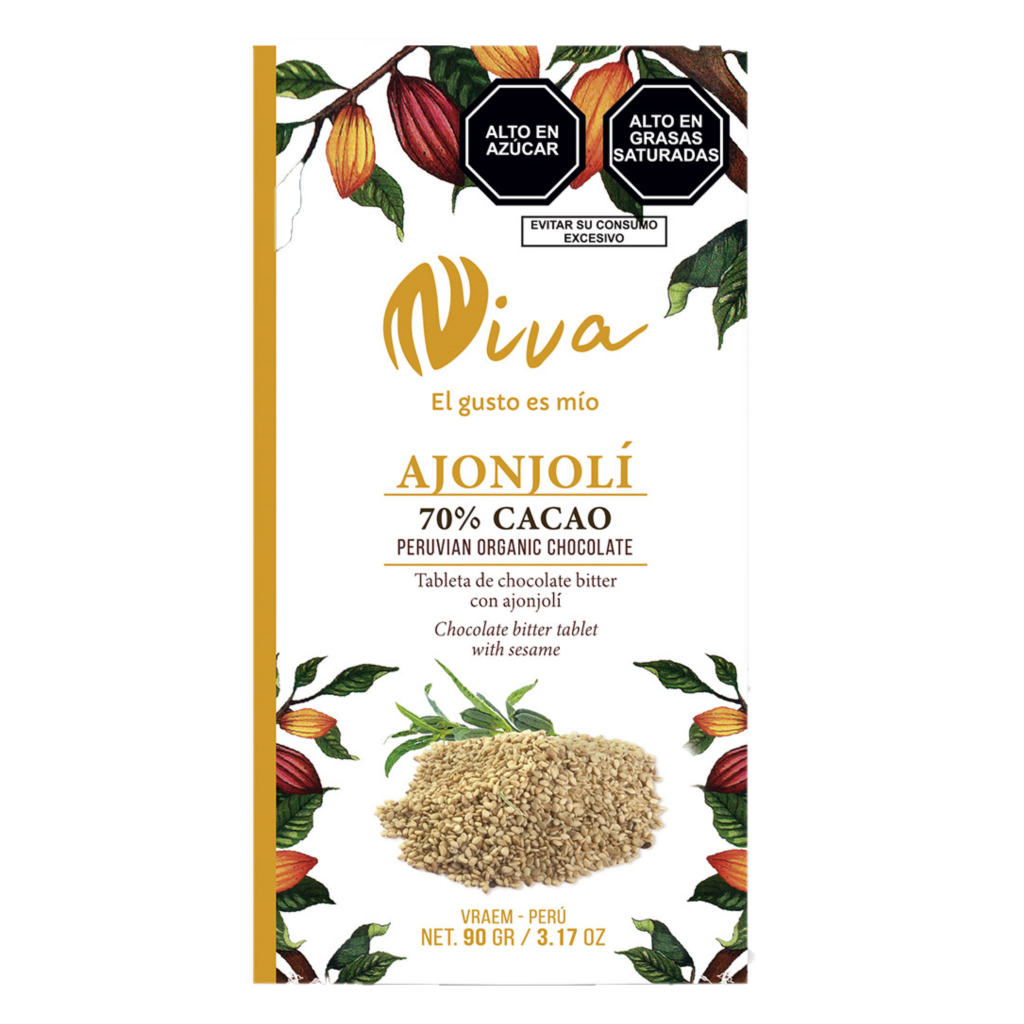 ALTO EN
AZÚCAR
ALTO EN
GRASAS
SATURADAS
EVITAR SU CONSUMO
EXCESIVO
Niva
El gusto es mío
AJONJOLÍ
70% CACAO
PERUVIAN ORGANIC CHOCOLATE
Tableta de chocolate bitter
con ajonjolí
Chocolate bitter tablet
with sesame
VRAEM - PERÚ
NET. 90 GR / 3.17 OZ